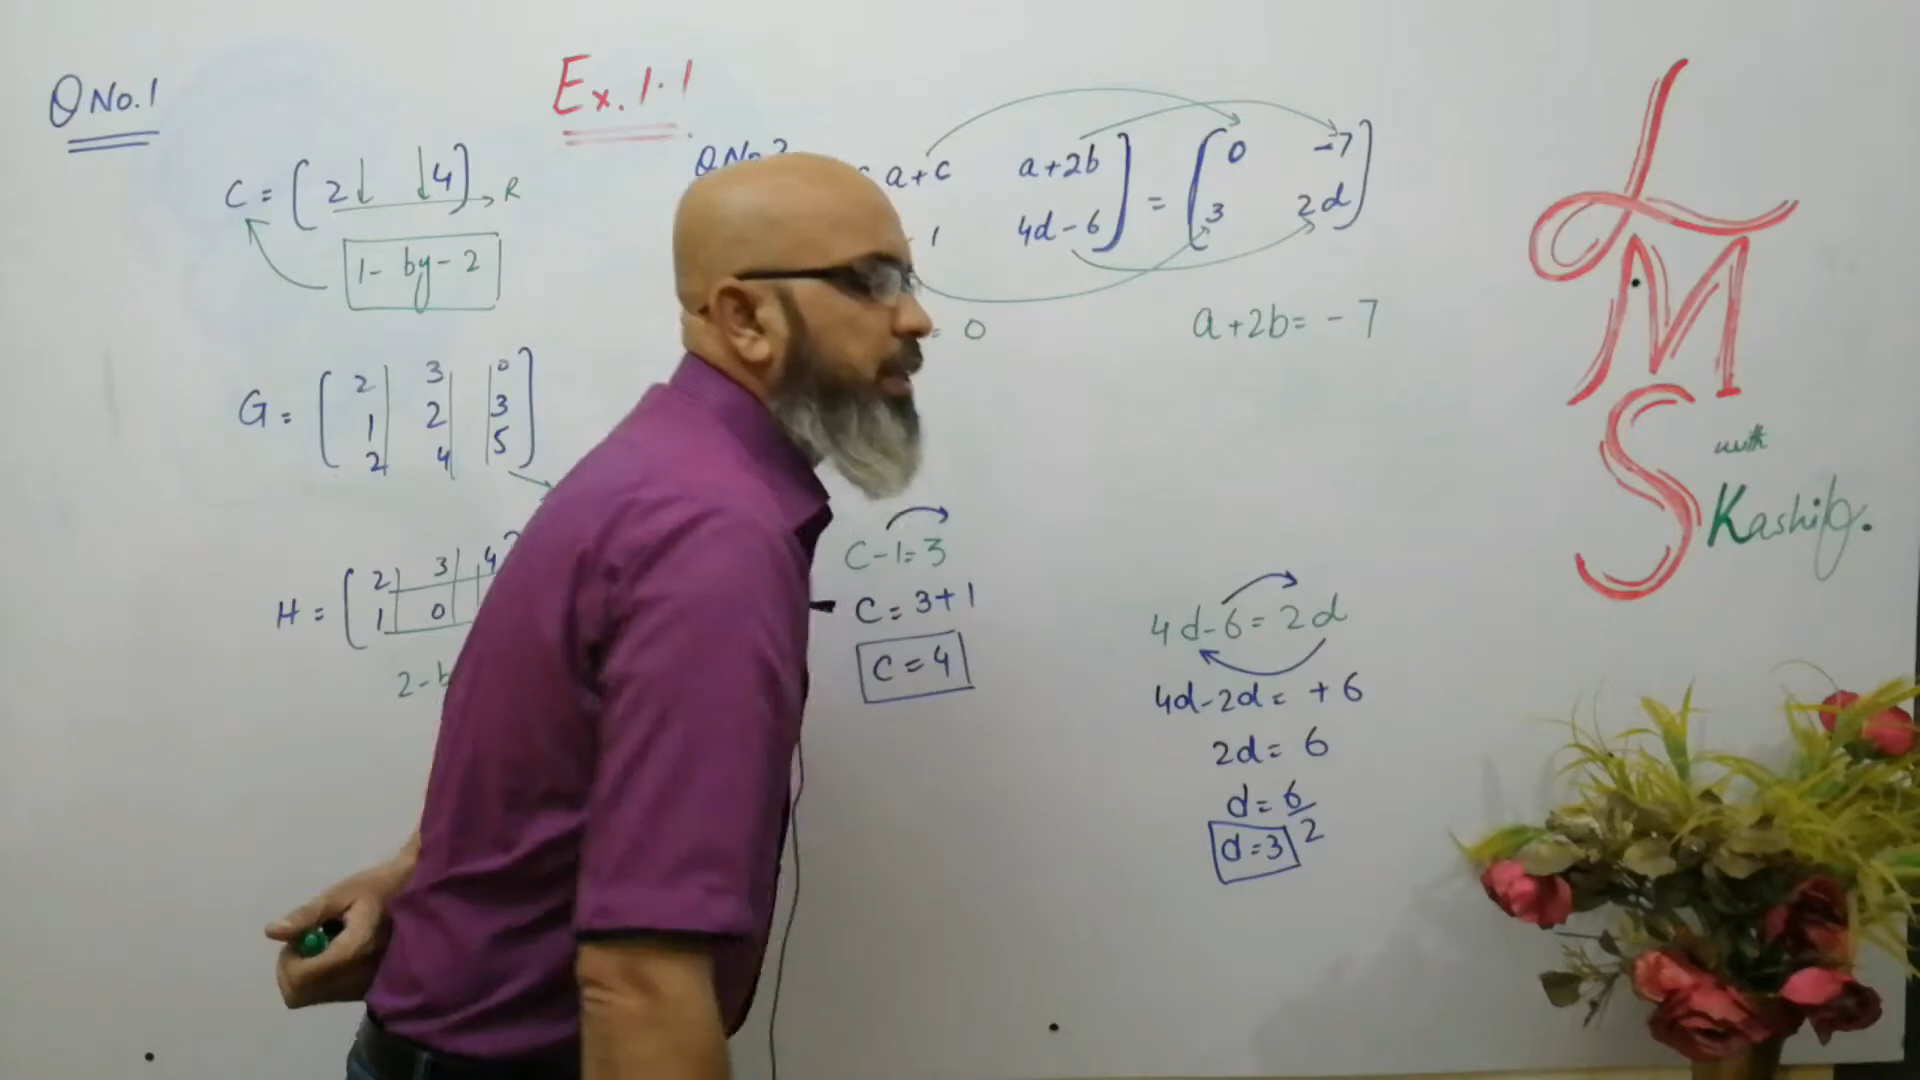 Q No.1
Ex. 1.1
C = [ 2 4 ] → R
1- by- 2
G = [ 2 3 0
1 2 3
2 4 5 ]
H = [ 2 3 4
1 0
2-b
Q No 2
a+c a+2b ] = [ 0 -7 ]
1 4d-6 3 2d
= 0
a+2b= -7
C-1=3
C = 3+1
C = 4
4d-6=2d
4d-2d= +6
2d= 6
d= 6/2
d=3
LMS
with
Kashif.